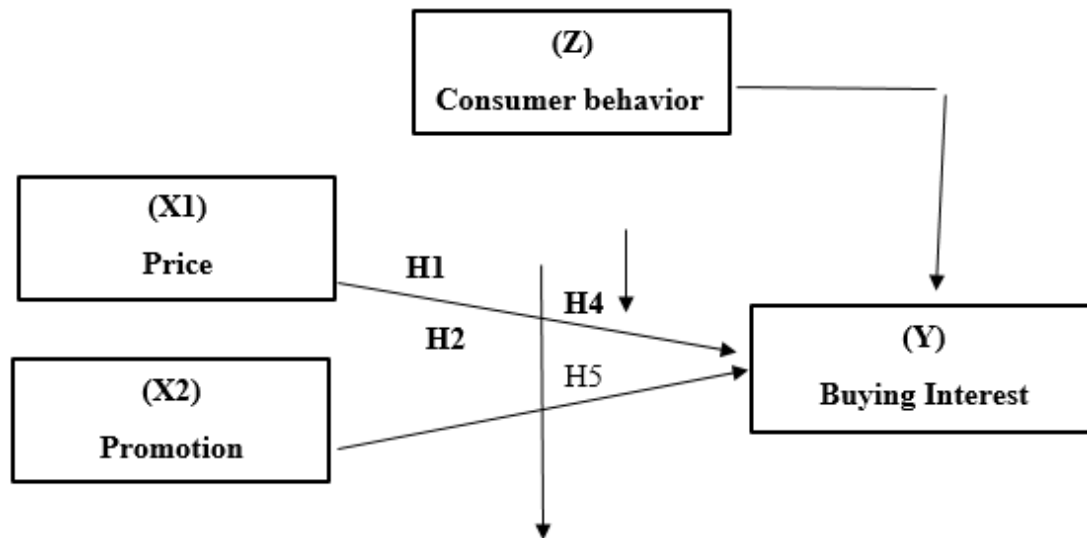 (Z)
Consumer behavior
(X1)
Price
H1
H4
H2
(Y)
Buying Interest
H5
(X2)
Promotion